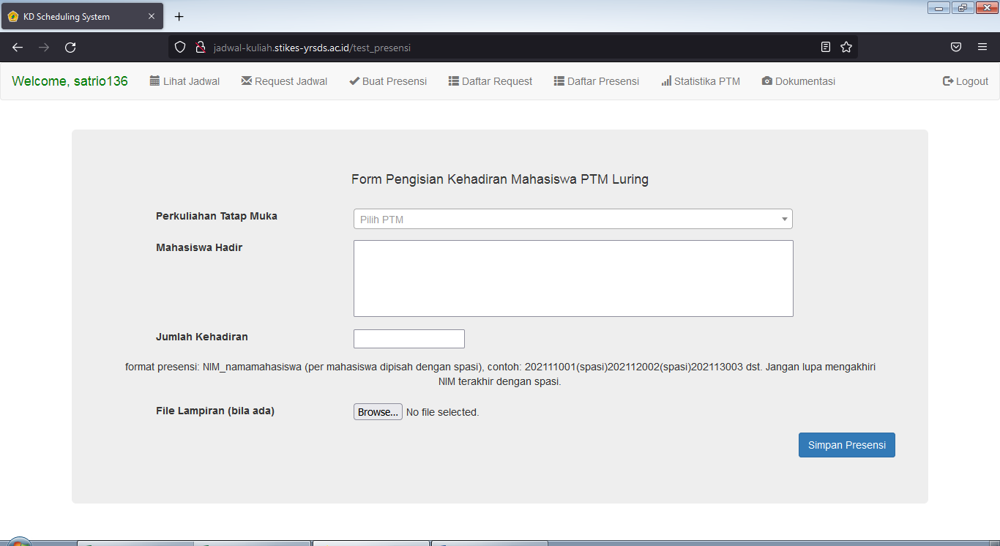 KD Scheduling System
jadwal-kuliah.stikes-yrsds.ac.id/test_presensi
Welcome, satrio136 Lihat Jadwal Request Jadwal Buat Presensi Daftar Request Daftar Presensi Statistika PTM Dokumentasi Logout
Form Pengisian Kehadiran Mahasiswa PTM Luring
Perkuliahan Tatap Muka Pilih PTM
Mahasiswa Hadir
Jumlah Kehadiran
format presensi: NIM_namamahasiswa (per mahasiswa dipisah dengan spasi), contoh: 202111001(spasi)202112002(spasi)202113003 dst. Jangan lupa mengakhiri
NIM terakhir dengan spasi.
File Lampiran (bila ada) Browse... No file selected.
Simpan Presensi